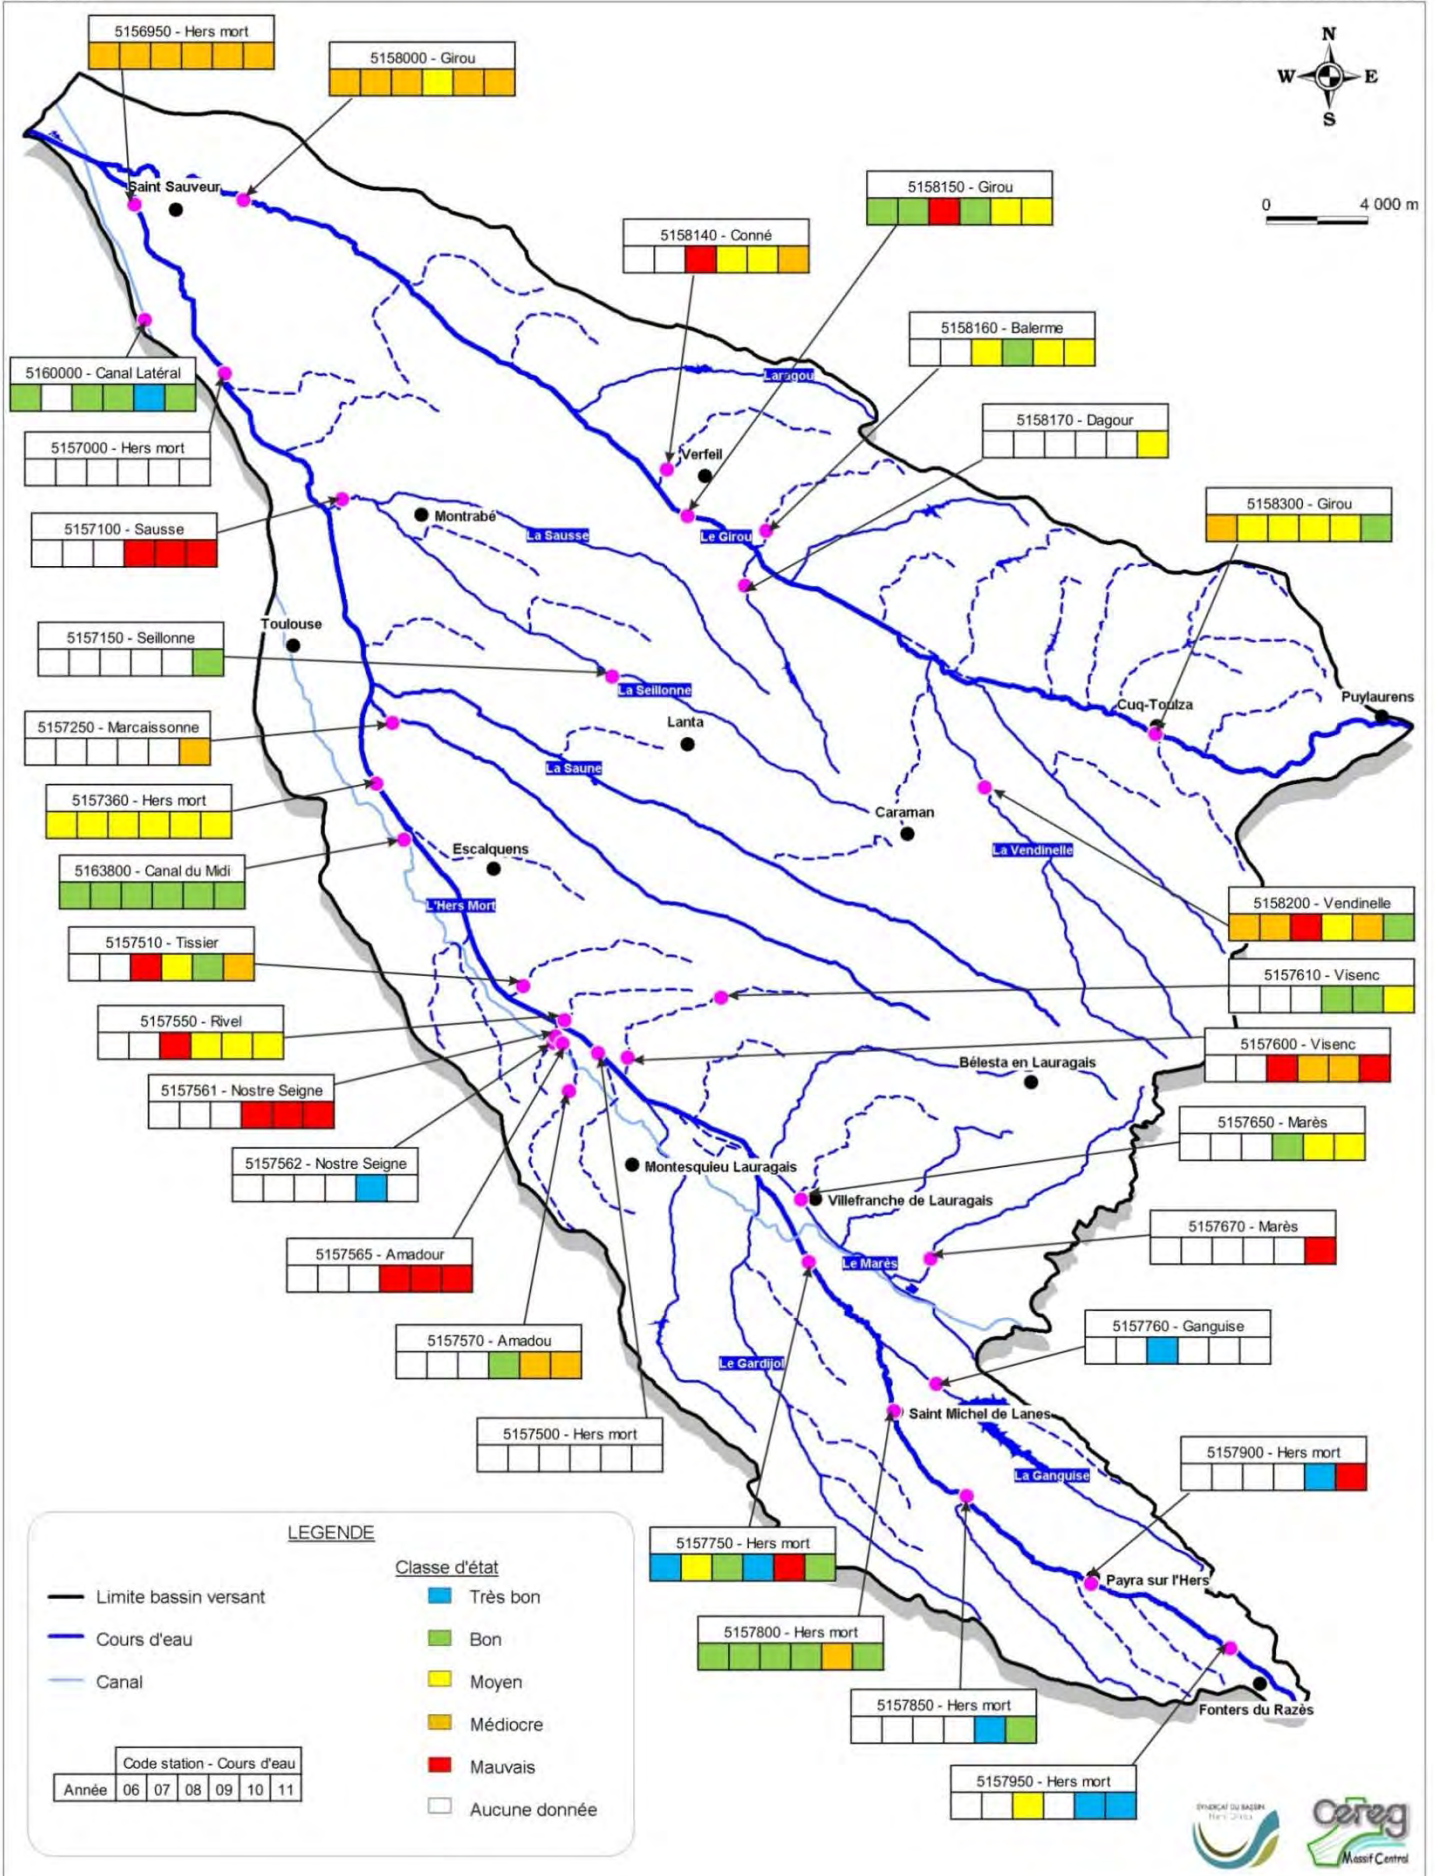 5156950 - Hers mort
5158000 - Girou
N
W E
S
0 4 000 m
5158150 - Girou
5158140 - Conné
Saint Sauveur
5158160 - Balerme
5160000 - Canal Latéral
Laragou
5158170 - Dagour
5157000 - Hers mort
Verfeil
5158300 - Girou
5157100 - Sausse
Montrabé
La Sausse
Le Girou
Toulouse
5157150 - Seillonne
La Seillonne
Puylaurens
Cuq-Toulza
5157250 - Marcaissonne
Lanta
La Saune
5157360 - Hers mort
Caraman
Escalquens
La Vendinelle
5163800 - Canal du Midi
L'Hers Mort
5158200 - Vendinelle
5157510 - Tissier
5157610 - Visenc
5157550 - Rivel
5157600 - Visenc
Bélesta en Lauragais
5157561 - Nostre Seigne
5157650 - Marès
5157562 - Nostre Seigne
Montesquieu Lauragais
Villefranche de Lauragais
5157670 - Marès
5157565 - Amadour
Le Marès
5157760 - Ganguise
5157570 - Amadou
Le Gardijol
Saint Michel de Lanes
5157500 - Hers mort
5157900 - Hers mort
La Ganguise
5157750 - Hers mort
Payra sur l'Hers
5157800 - Hers mort
5157850 - Hers mort
Fonters du Razès
5157950 - Hers mort
LEGENDE
Limite bassin versant
Cours d'eau
Canal
Classe d'état
Très bon
Bon
Moyen
Médiocre
Mauvais
Aucune donnée
Code station - Cours d'eau
Année 06 07 08 09 10 11
SYNDICAT DU BASSIN
Hers Girou
Cereg
Massif Central